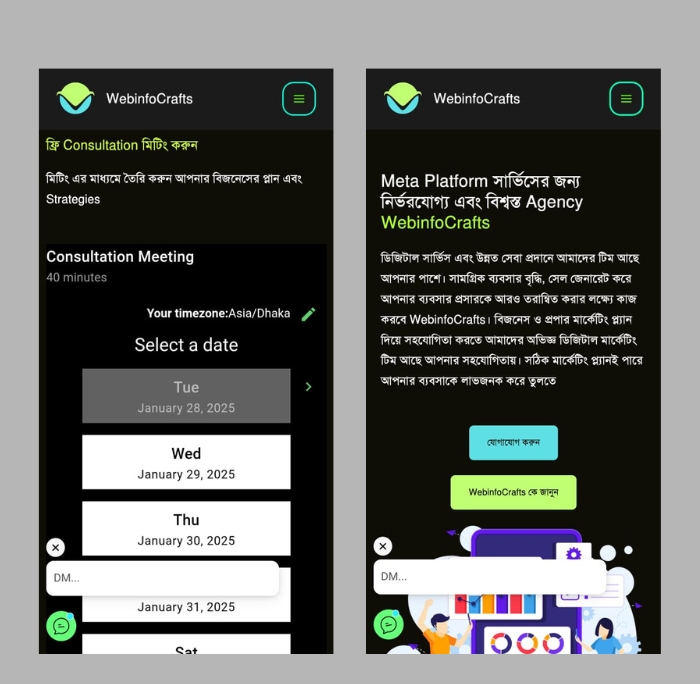 WebinfoCrafts
ফ্রি Consultation মিটিং করুন
মিটিং এর মাধ্যমে তৈরি করুন আপনার বিজনেসের প্লান এবং
Strategies
Consultation Meeting
40 minutes
Your timezone:Asia/Dhaka
Select a date
Tue
January 28, 2025
Wed
January 29, 2025
Thu
January 30, 2025
DM...
January 31, 2025
Sat
WebinfoCrafts
Meta Platform সার্ভিসের জন্য
নির্ভরযোগ্য এবং বিশ্বস্ত Agency
WebinfoCrafts
ডিজিটাল সার্ভিস এবং উন্নত সেবা প্রদানে আমাদের টিম আছে
আপনার পাশে। সামগ্রিক ব্যবসার বৃদ্ধি, সেল জেনারেট করে
আপনার ব্যবসার প্রসারকে আরও তরান্বিত করার লক্ষ্যে কাজ
করবে WebinfoCrafts। বিজনেস ও প্রপার মার্কেটিং প্ল্যান
দিয়ে সহযোগিতা করতে আমাদের অভিজ্ঞ ডিজিটাল মার্কেটিং
টিম আছে আপনার সহযোগিতায়। সঠিক মার্কেটিং প্ল্যানই পারে
আপনার ব্যবসাকে লাভজনক করে তুলতে
যোগাযোগ করুন
WebinfoCrafts কে জানুন
DM...